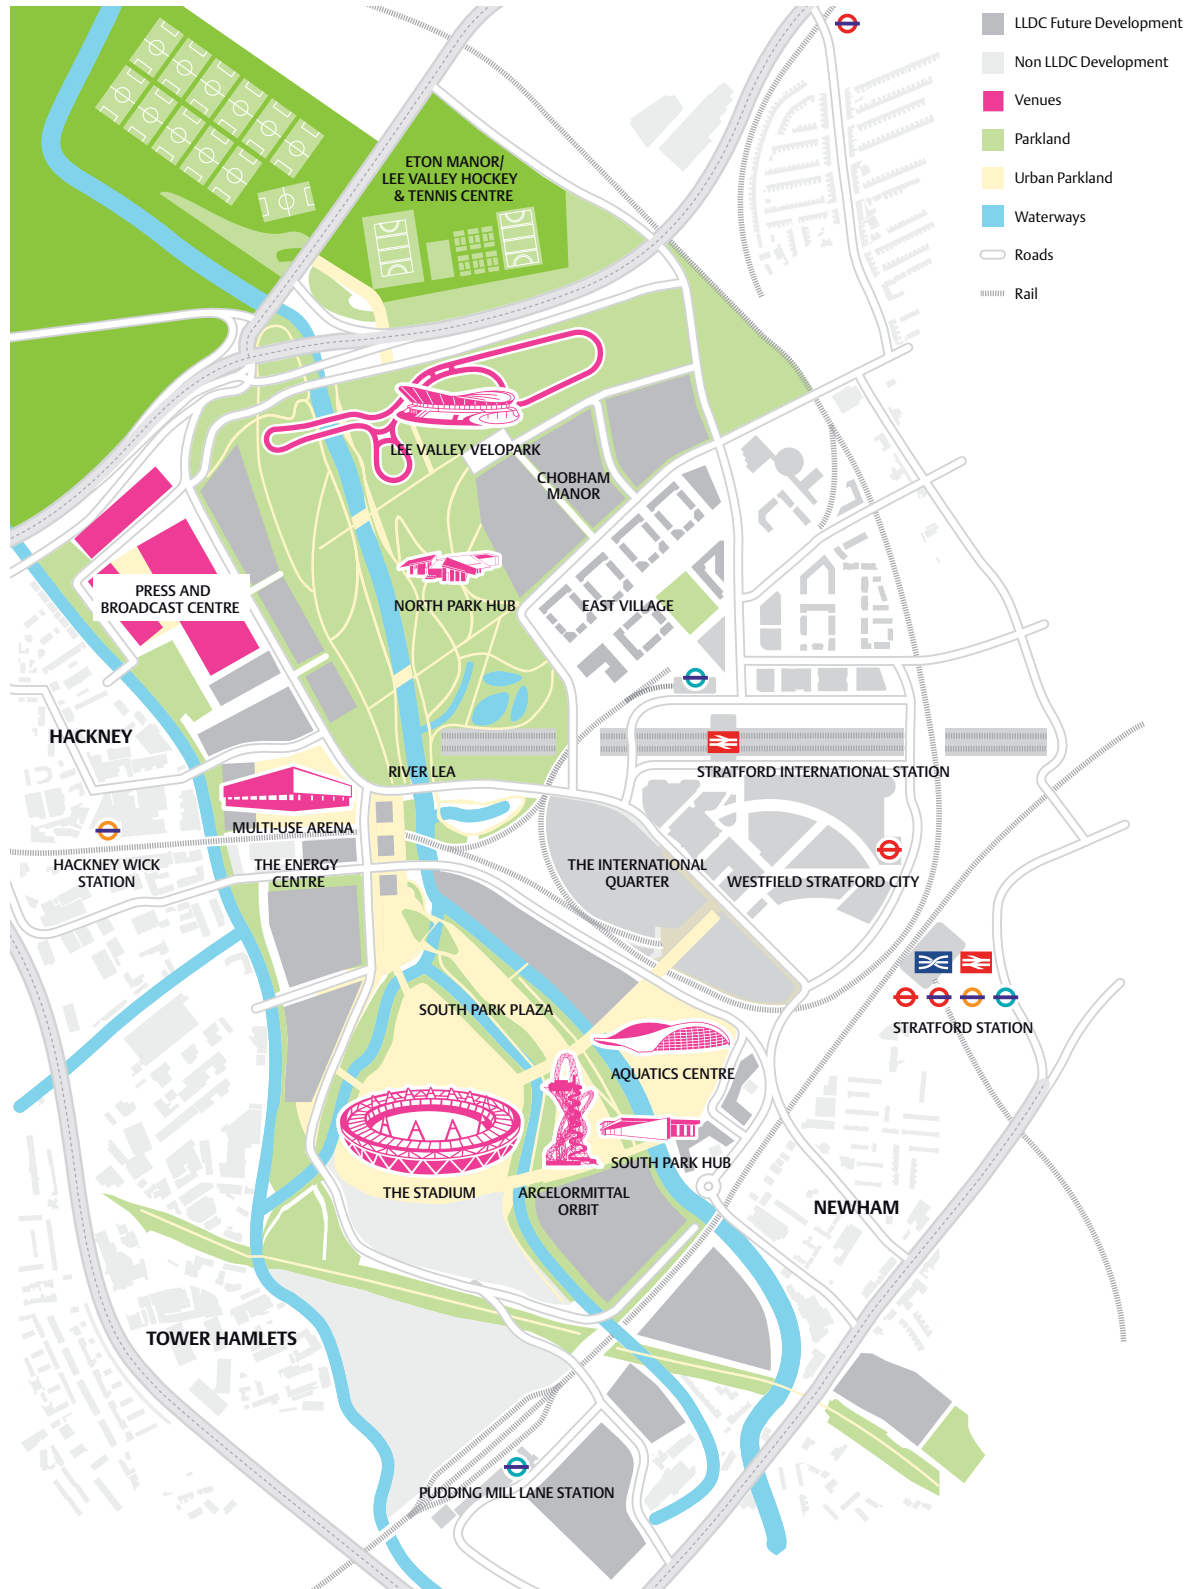 LLDC Future Development
Non LLDC Development
Venues
Parkland
Urban Parkland
Waterways
Roads
Rail
ETON MANOR/
LEE VALLEY HOCKEY
& TENNIS CENTRE
LEE VALLEY VELOPARK
CHOBHAM
MANOR
PRESS AND
BROADCAST CENTRE
NORTH PARK HUB
EAST VILLAGE
HACKNEY
RIVER LEA
STRATFORD INTERNATIONAL STATION
MULTI-USE ARENA
HACKNEY WICK
STATION
THE ENERGY
CENTRE
THE INTERNATIONAL
QUARTER
WESTFIELD STRATFORD CITY
SOUTH PARK PLAZA
STRATFORD STATION
AQUATICS CENTRE
SOUTH PARK HUB
THE STADIUM
ARCELORMITTAL
ORBIT
NEWHAM
TOWER HAMLETS
PUDDING MILL LANE STATION